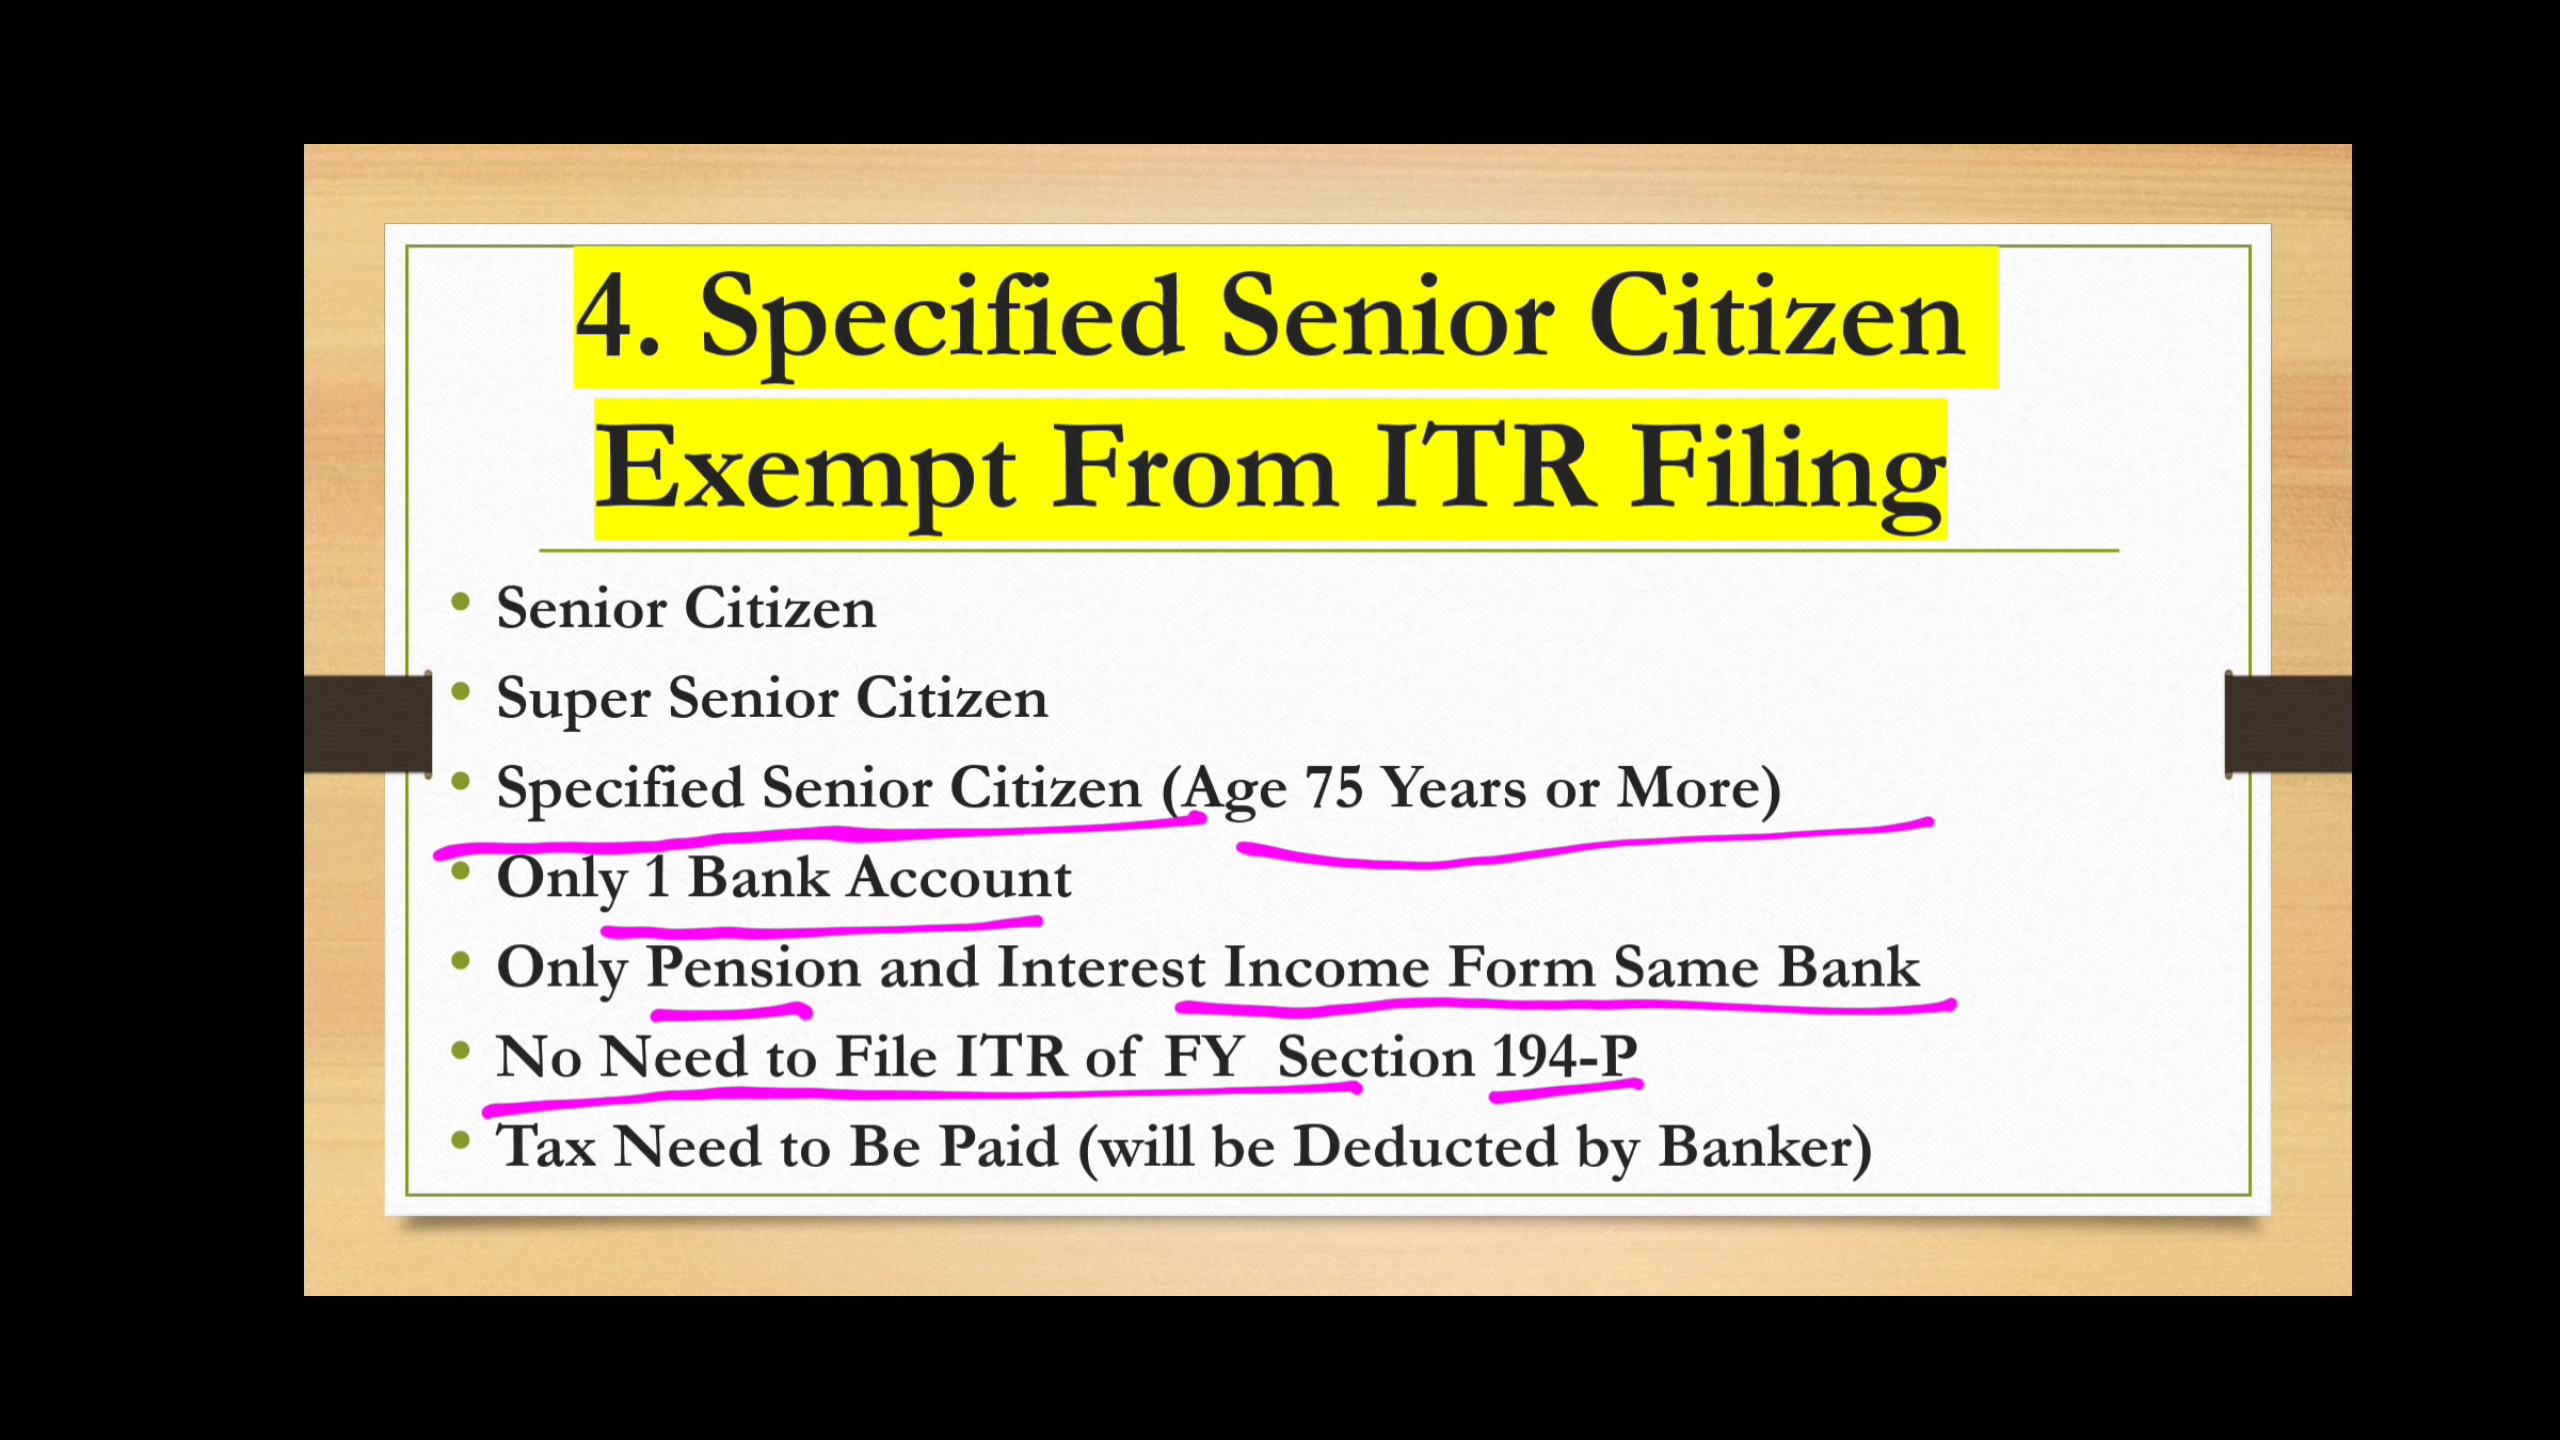 4. Specified Senior Citizen
Exempt From ITR Filing
• Senior Citizen
• Super Senior Citizen
• Specified Senior Citizen (Age 75 Years or More)
• Only 1 Bank Account
• Only Pension and Interest Income Form Same Bank
• No Need to File ITR of FY Section 194-P
• Tax Need to Be Paid (will be Deducted by Banker)